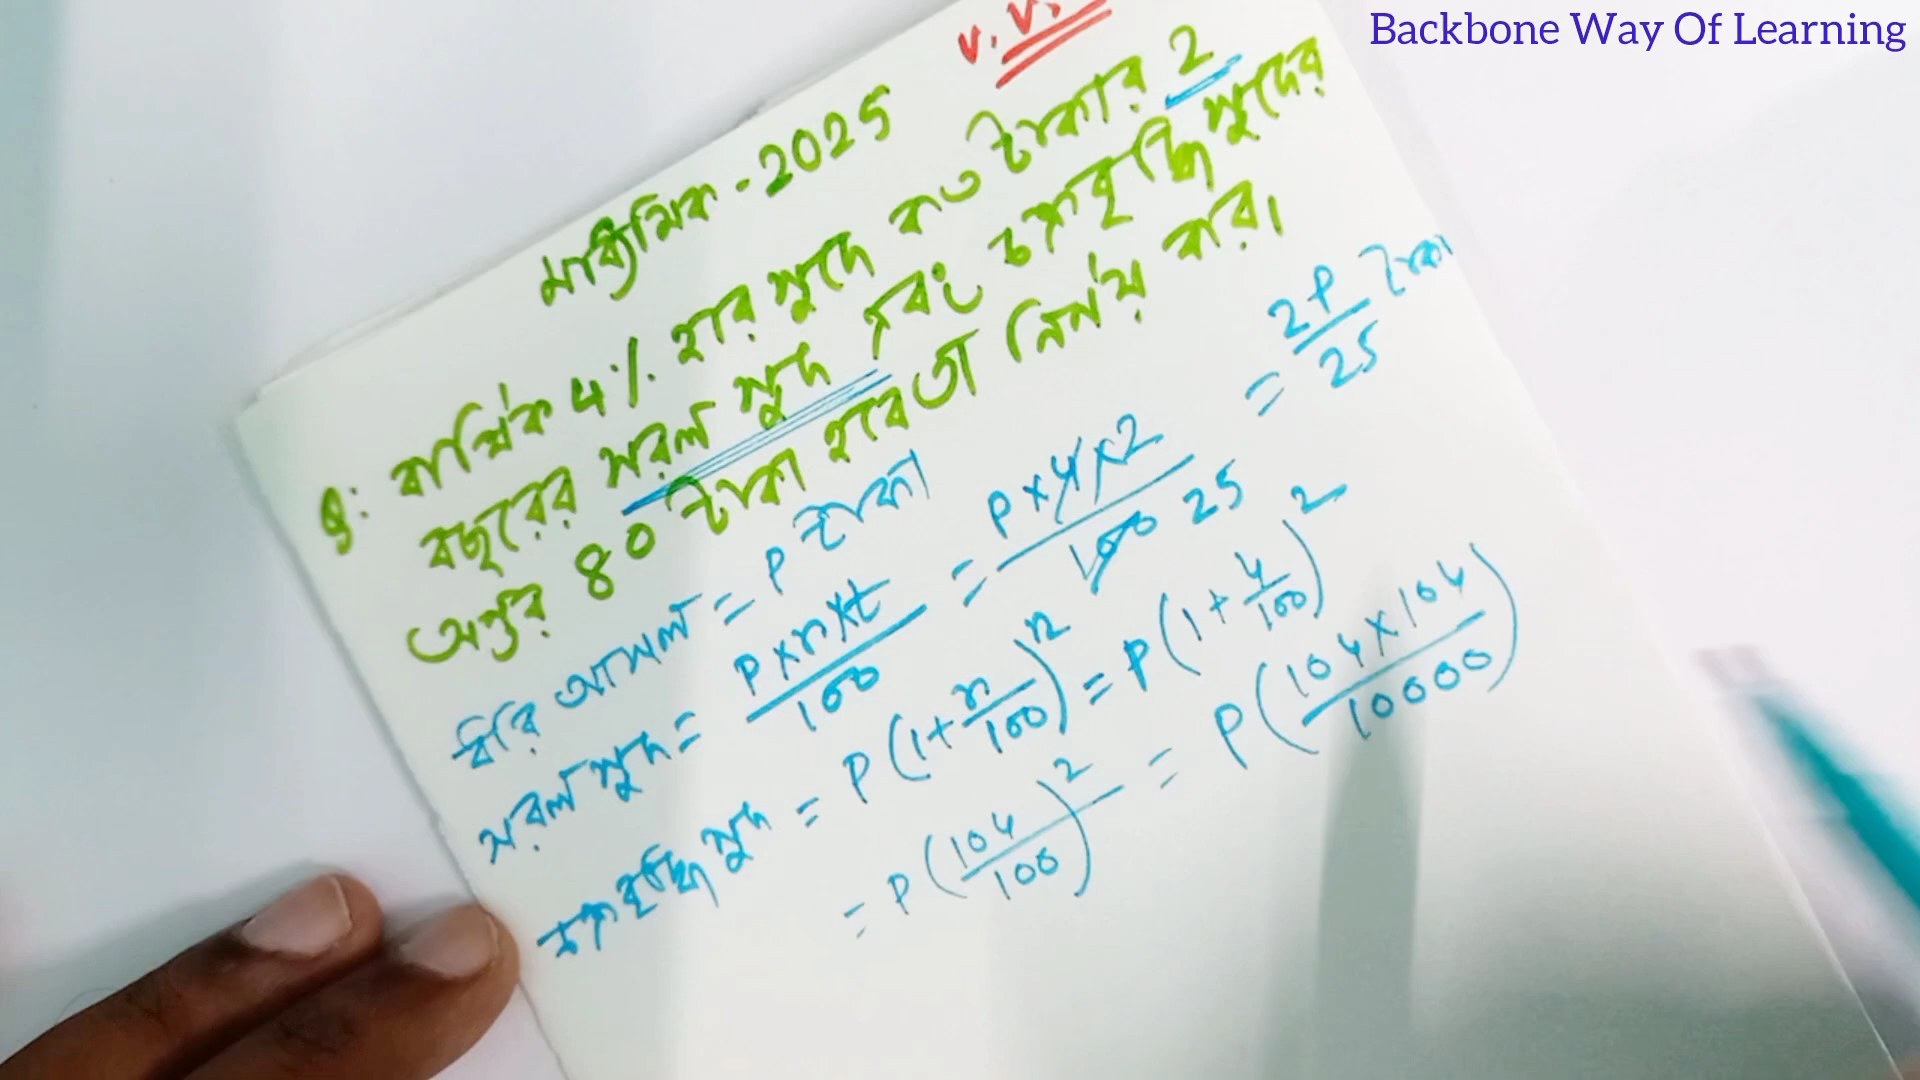 Backbone Way Of Learning
V.V.
মাধ্যমিক - 2025
Q: বার্ষিক 4%. হার সুদে কত টাকার 2
বছরের সরল সুদ এবং চক্রবৃদ্ধি সুদের
অন্তর 80 টাকা হবে তা নির্ণয় করো।
ধরি আসল = P টাকা
সরল সুদ = P×r×t/100 = P×4×2/100 25 = 2P/25 টাকা
চক্রবৃদ্ধি সুদ = P(1+r/100)^n = P(1+4/100)^2
= P(104/100)^2 = P(104×104/10000)